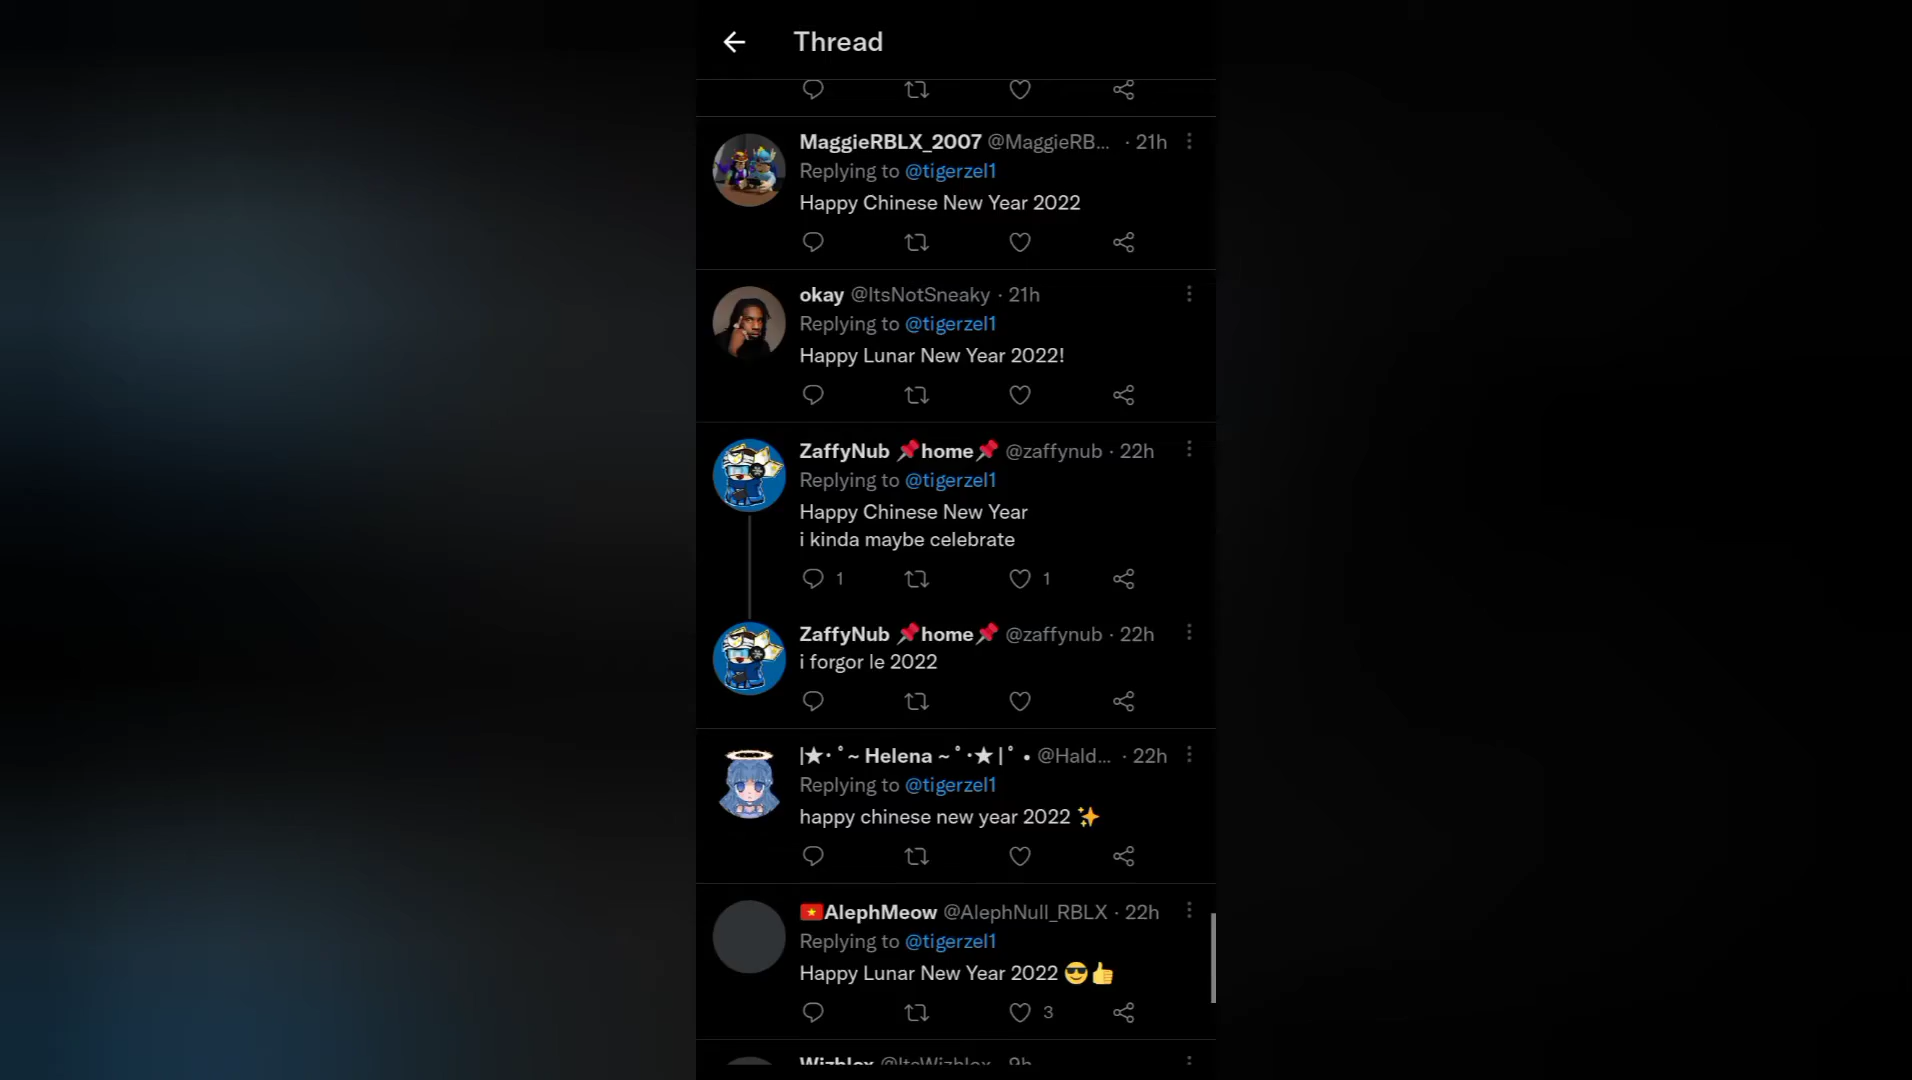 Thread
MaggieRBLX_2007 @MaggieRB... · 21h
Replying to @tigerzel1
Happy Chinese New Year 2022
okay @ItsNotSneaky · 21h
Replying to @tigerzel1
Happy Lunar New Year 2022!
ZaffyNub 📌home📌 @zaffynub · 22h
Replying to @tigerzel1
Happy Chinese New Year
i kinda maybe celebrate
1 1
ZaffyNub 📌home📌 @zaffynub · 22h
i forgor le 2022
|★･ ﾟ~ Helena ~ﾟ･★|ﾟ • @Hald... · 22h
Replying to @tigerzel1
happy chinese new year 2022 ✨
🇻🇳AlephMeow @AlephNull_RBLX · 22h
Replying to @tigerzel1
Happy Lunar New Year 2022 😎👍
3
Wizblox @ItsWizblox · 9h